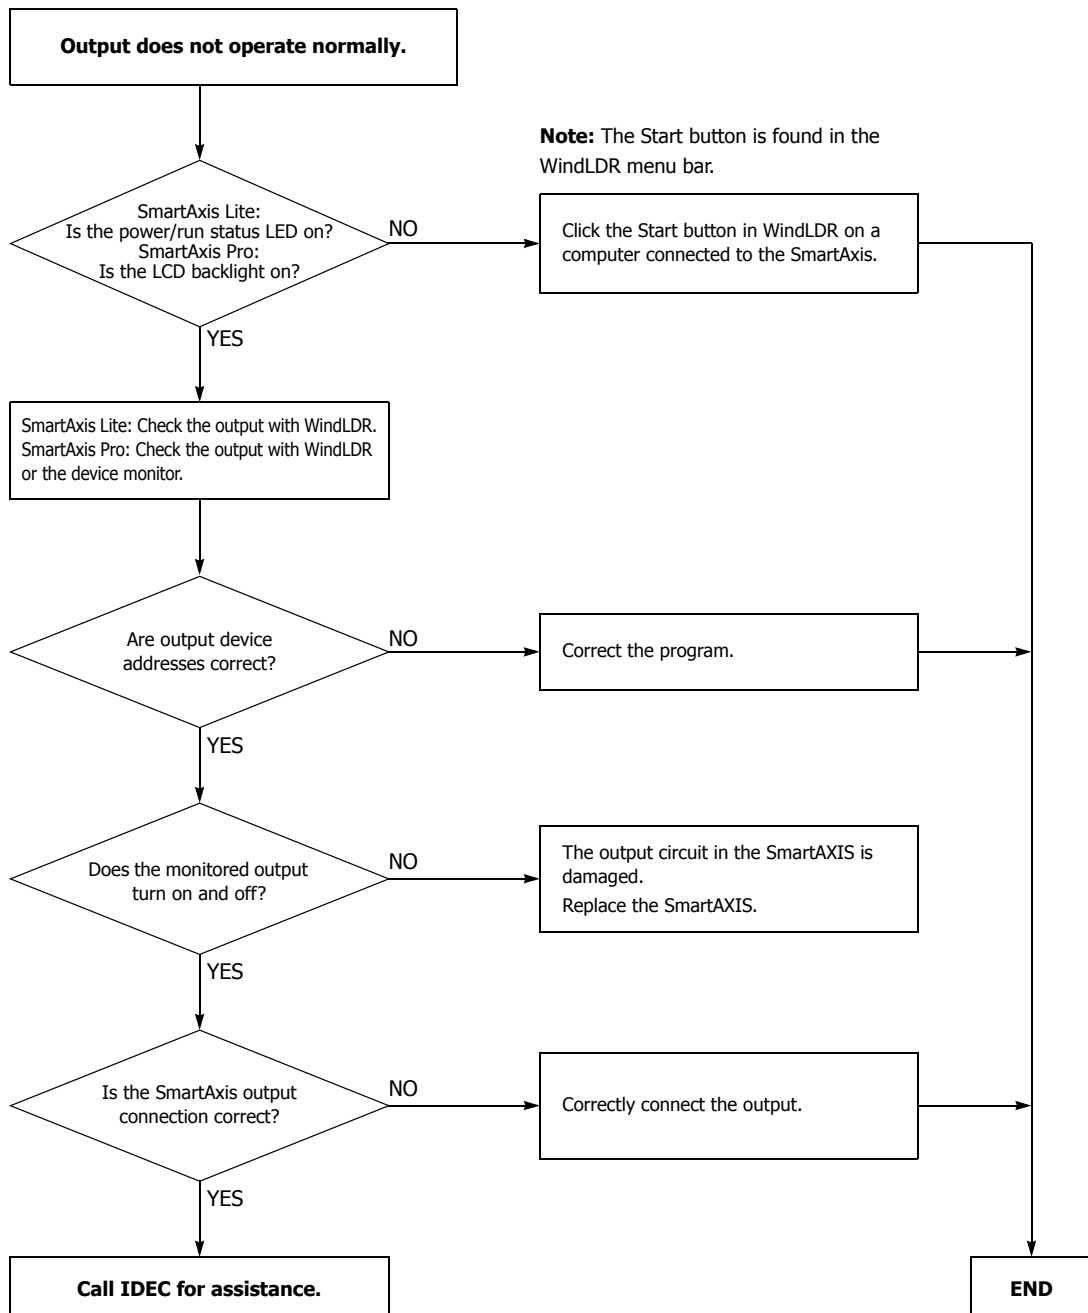 Output does not operate normally.
Note: The Start button is found in the
WindLDR menu bar.
SmartAxis Lite:
Is the power/run status LED on?
SmartAxis Pro:
Is the LCD backlight on?
NO
Click the Start button in WindLDR on a
computer connected to the SmartAxis.
YES
SmartAxis Lite: Check the output with WindLDR.
SmartAxis Pro: Check the output with WindLDR
or the device monitor.
Are output device
addresses correct?
NO
Correct the program.
YES
Does the monitored output
turn on and off?
NO
The output circuit in the SmartAXIS is
damaged.
Replace the SmartAXIS.
YES
Is the SmartAxis output
connection correct?
NO
Correctly connect the output.
YES
Call IDEC for assistance.
END